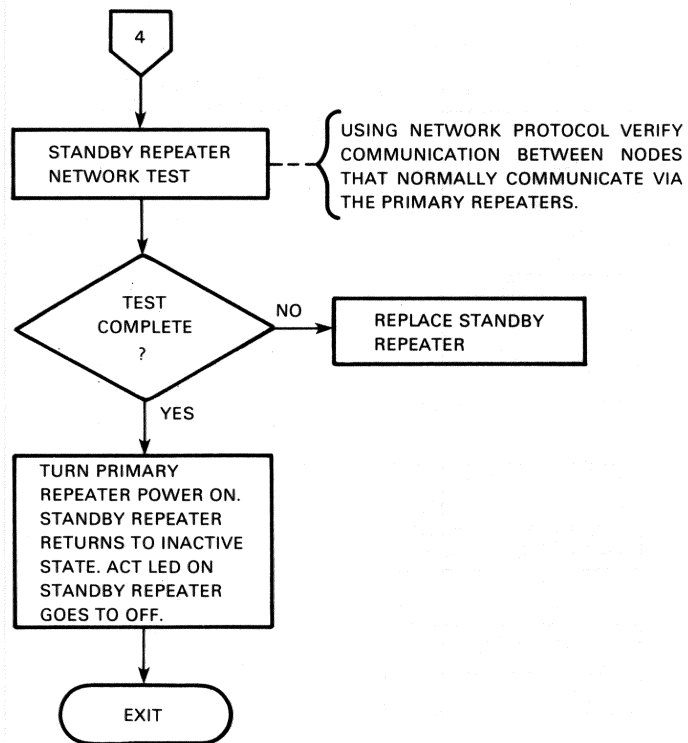 4
STANDBY REPEATER
NETWORK TEST
USING NETWORK PROTOCOL VERIFY
COMMUNICATION BETWEEN NODES
THAT NORMALLY COMMUNICATE VIA
THE PRIMARY REPEATERS.
TEST
COMPLETE
?
NO
REPLACE STANDBY
REPEATER
YES
TURN PRIMARY
REPEATER POWER ON.
STANDBY REPEATER
RETURNS TO INACTIVE
STATE. ACT LED ON
STANDBY REPEATER
GOES TO OFF.
EXIT